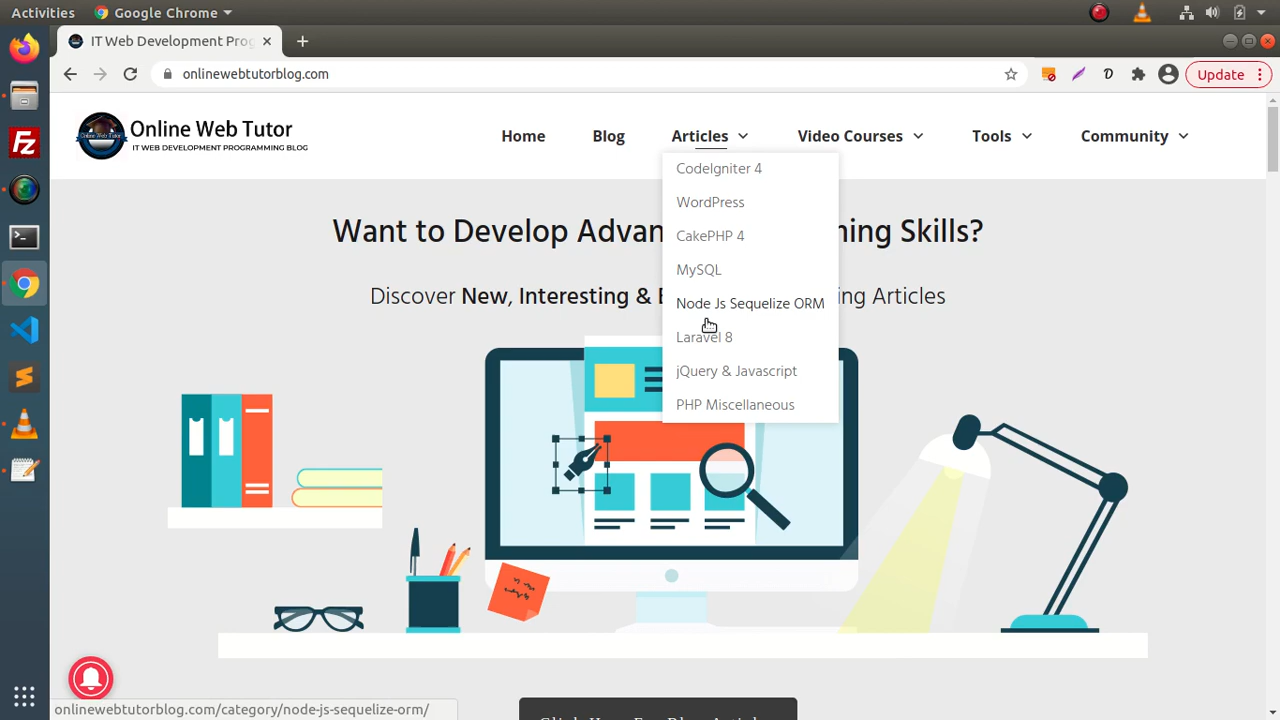 Activities
Google Chrome
IT Web Development Prog
onlinewebtutorblog.com
Update
Online Web Tutor
IT WEB DEVELOPMENT PROGRAMMING BLOG
Home
Blog
Articles
Video Courses
Tools
Community
CodeIgniter 4
WordPress
CakePHP 4
MySQL
Node Js Sequelize ORM
Laravel 8
jQuery & Javascript
PHP Miscellaneous
Want to Develop Advan ing Skills?
Discover New, Interesting & E ing Articles
onlinewebtutorblog.com/category/node-js-sequelize-orm/